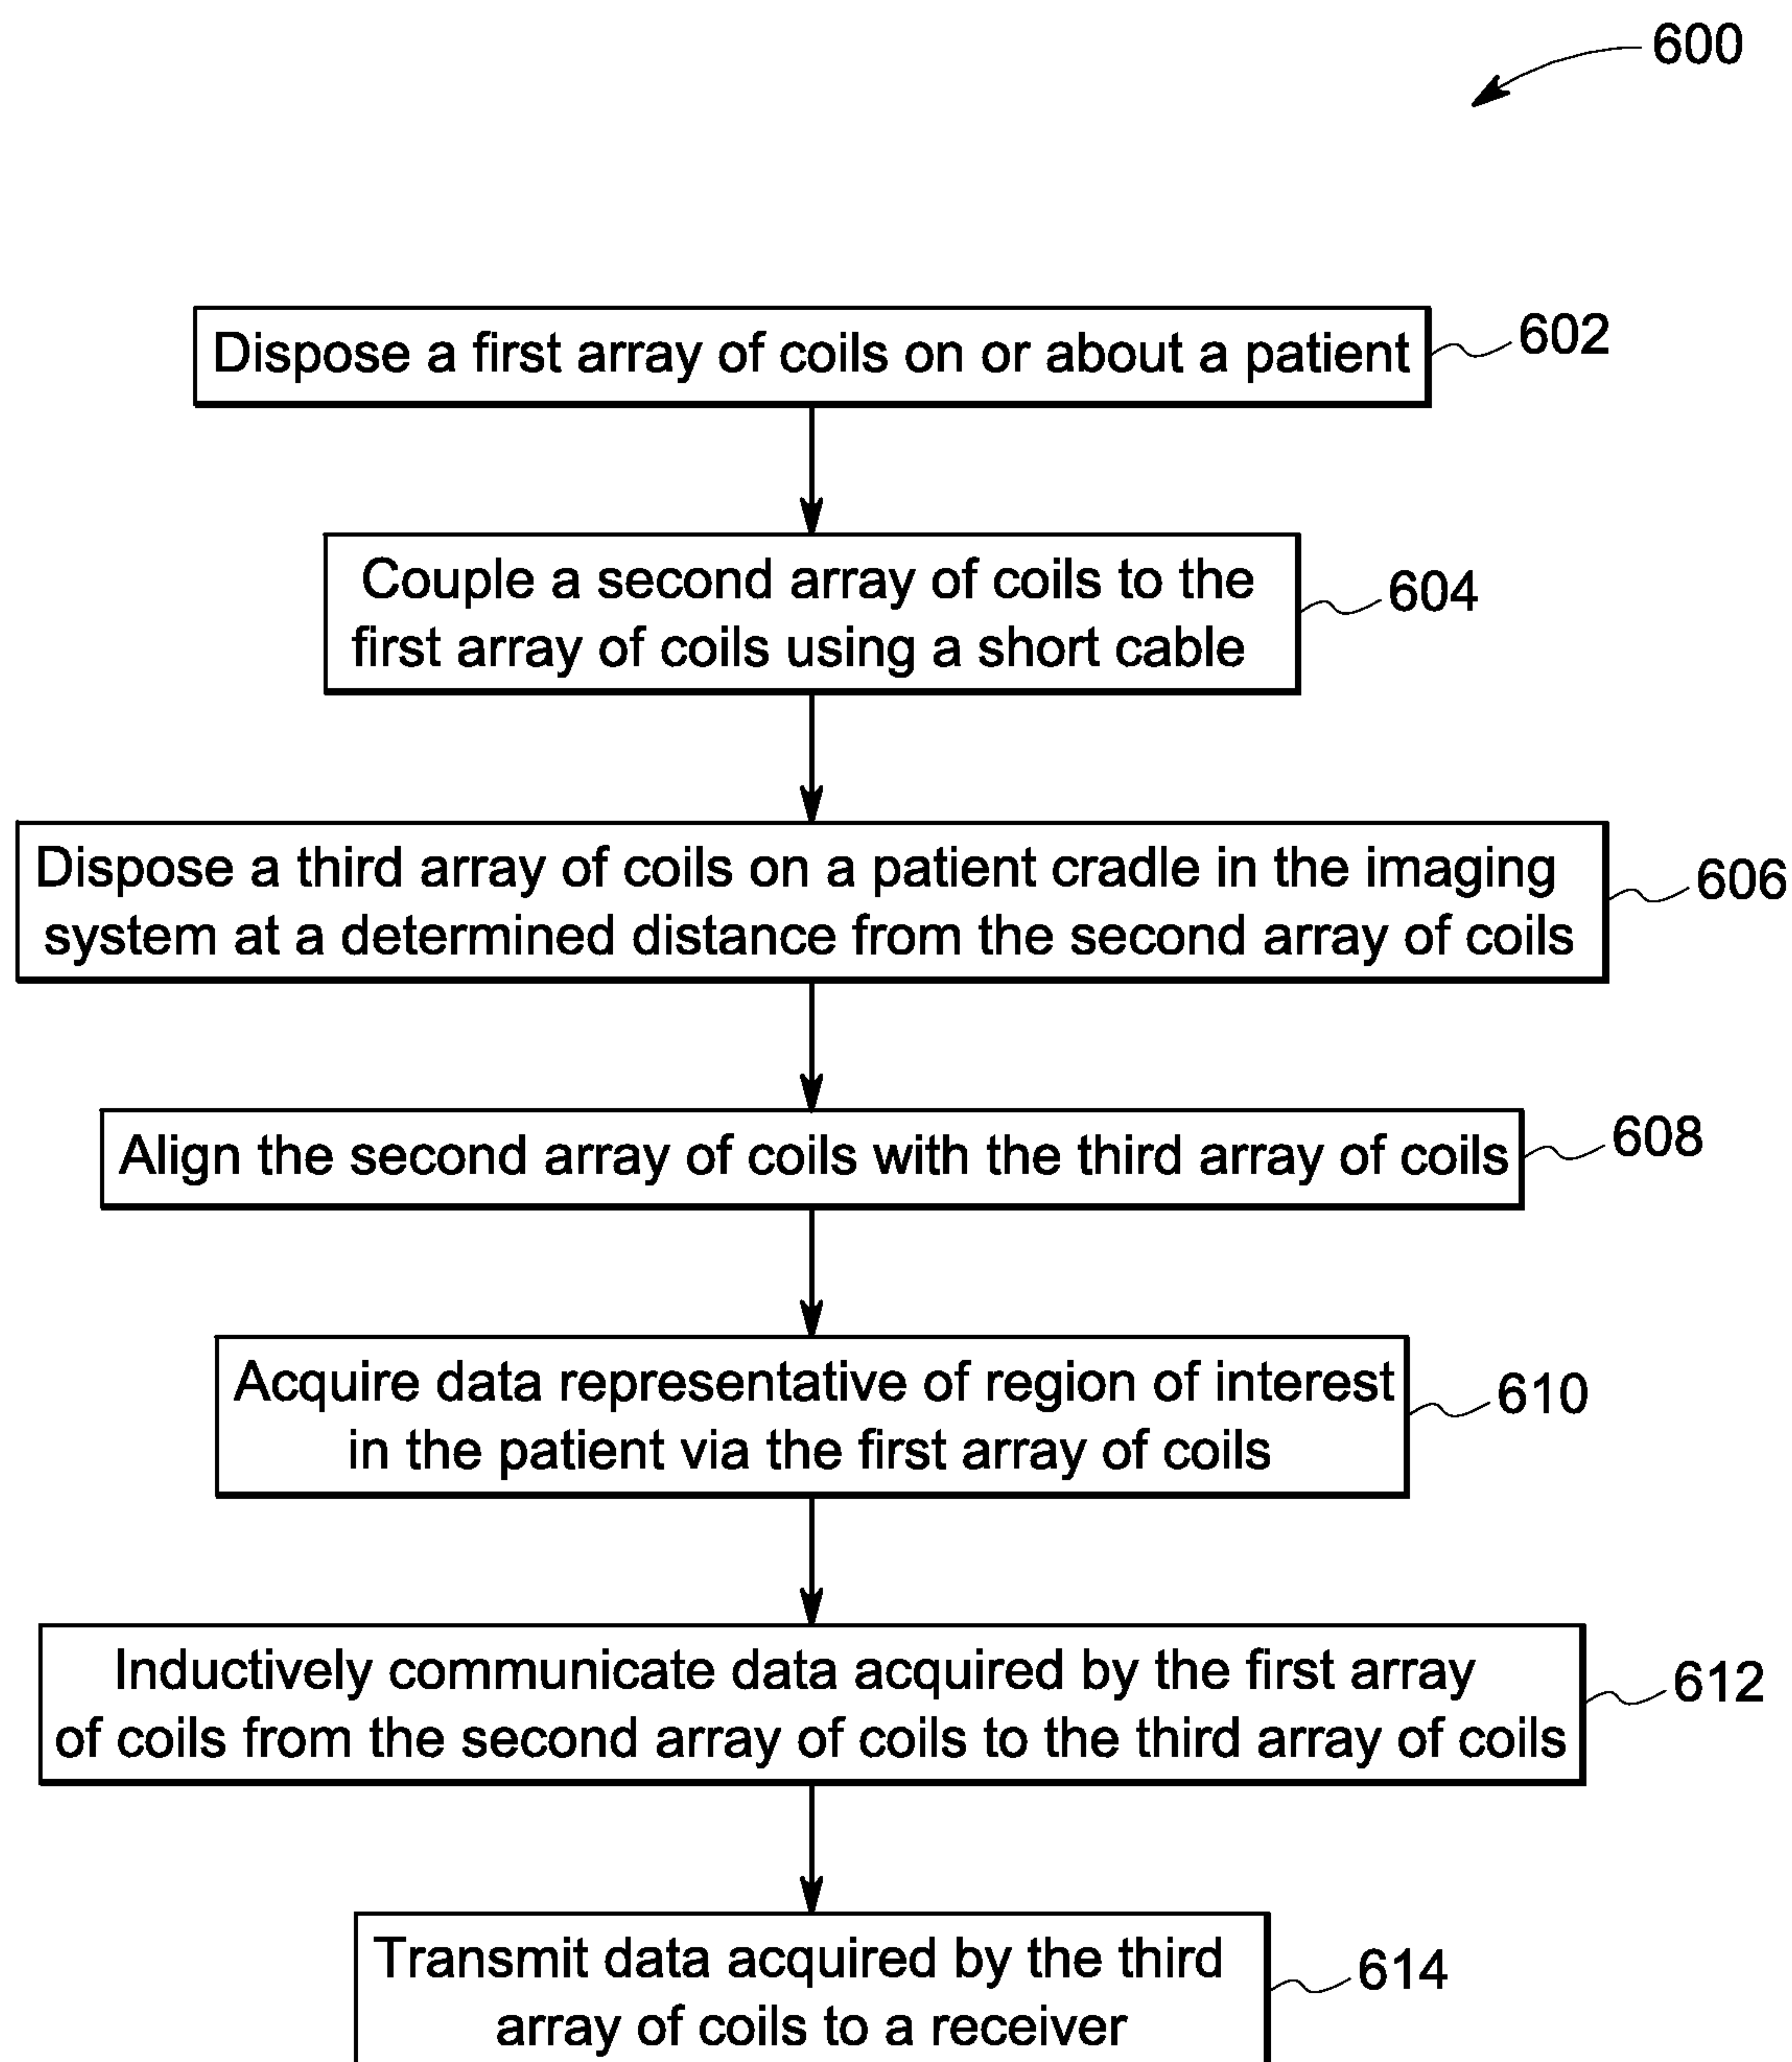 600
Dispose a first array of coils on or about a patient
602
Couple a second array of coils to the
first array of coils using a short cable
604
Dispose a third array of coils on a patient cradle in the imaging
system at a determined distance from the second array of coils
606
Align the second array of coils with the third array of coils
608
Acquire data representative of region of interest
in the patient via the first array of coils
610
Inductively communicate data acquired by the first array
of coils from the second array of coils to the third array of coils
612
Transmit data acquired by the third
array of coils to a receiver
614